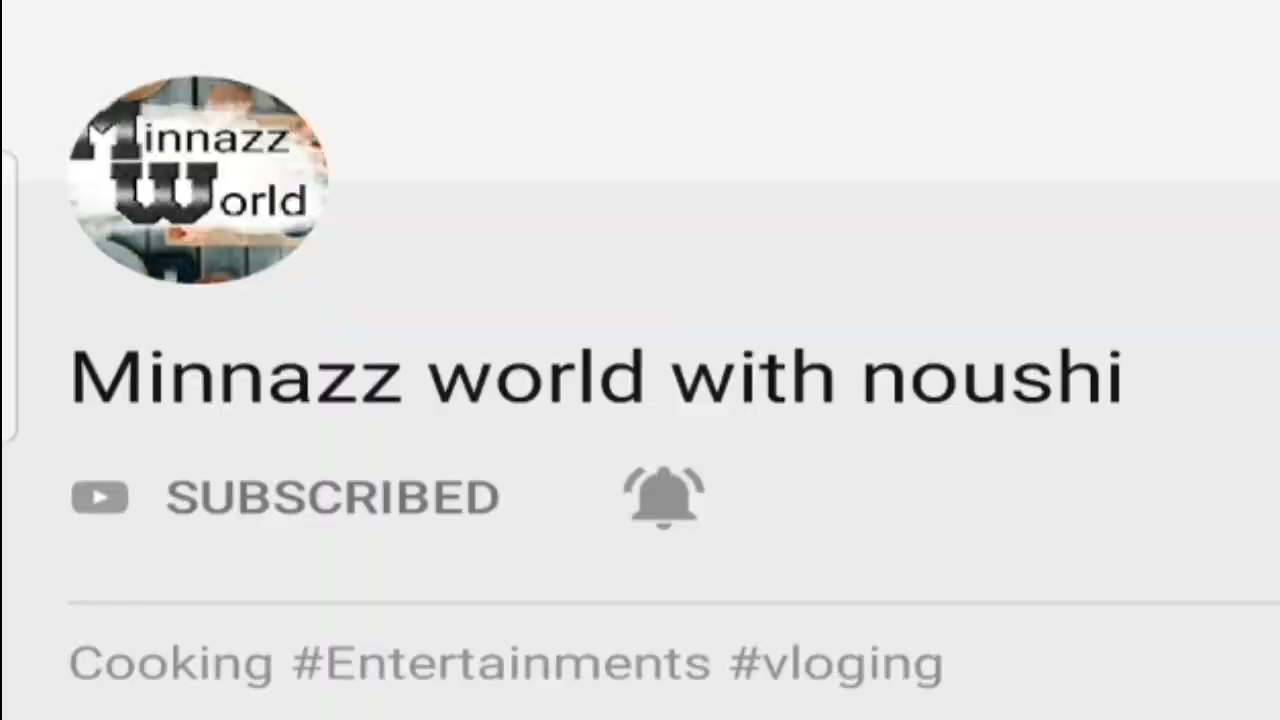 Minnazz
World
Minnazz world with noushi
SUBSCRIBED
Cooking #Entertainments #vloging